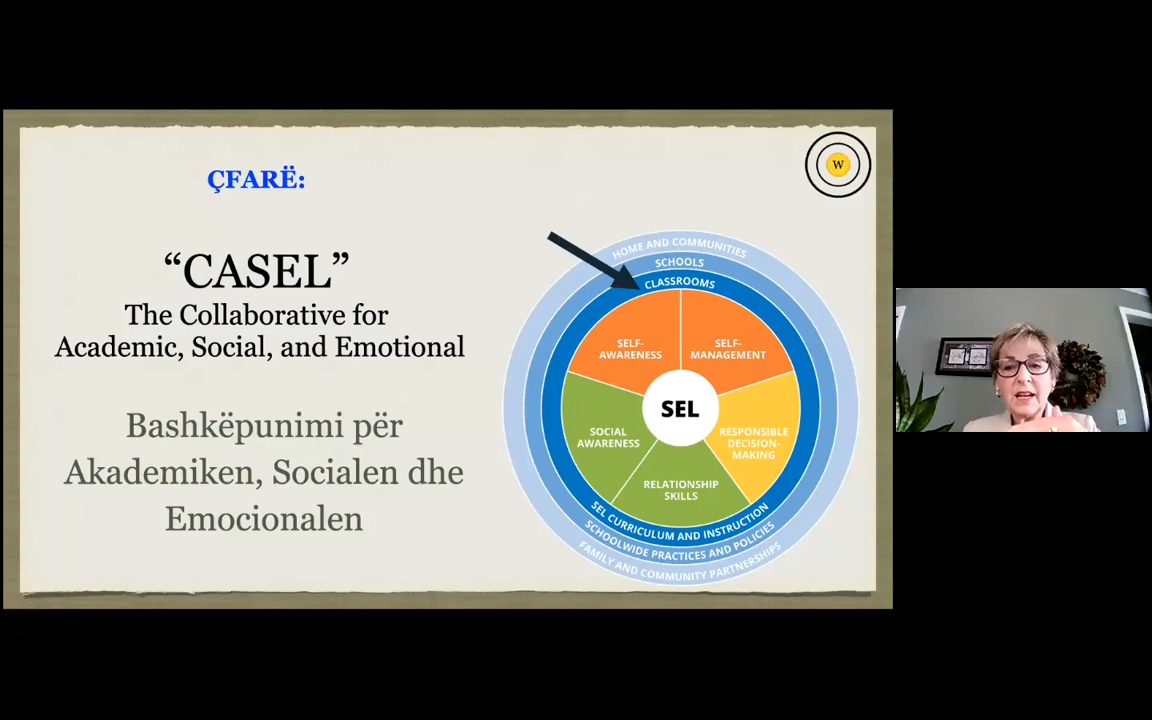 ÇFARË:
W
“CASEL”
The Collaborative for
Academic, Social, and Emotional
Bashkëpunimi për
Akademiken, Socialen dhe
Emocionalen
HOME AND COMMUNITIES
SCHOOLS
CLASSROOMS
SELF-
AWARENESS
SELF-
MANAGEMENT
SEL
SOCIAL
AWARENESS
RESPONSIBLE
DECISION-
MAKING
RELATIONSHIP
SKILLS
SEL CURRICULUM AND INSTRUCTION
SCHOOLWIDE PRACTICES AND POLICIES
FAMILY AND COMMUNITY PARTNERSHIPS